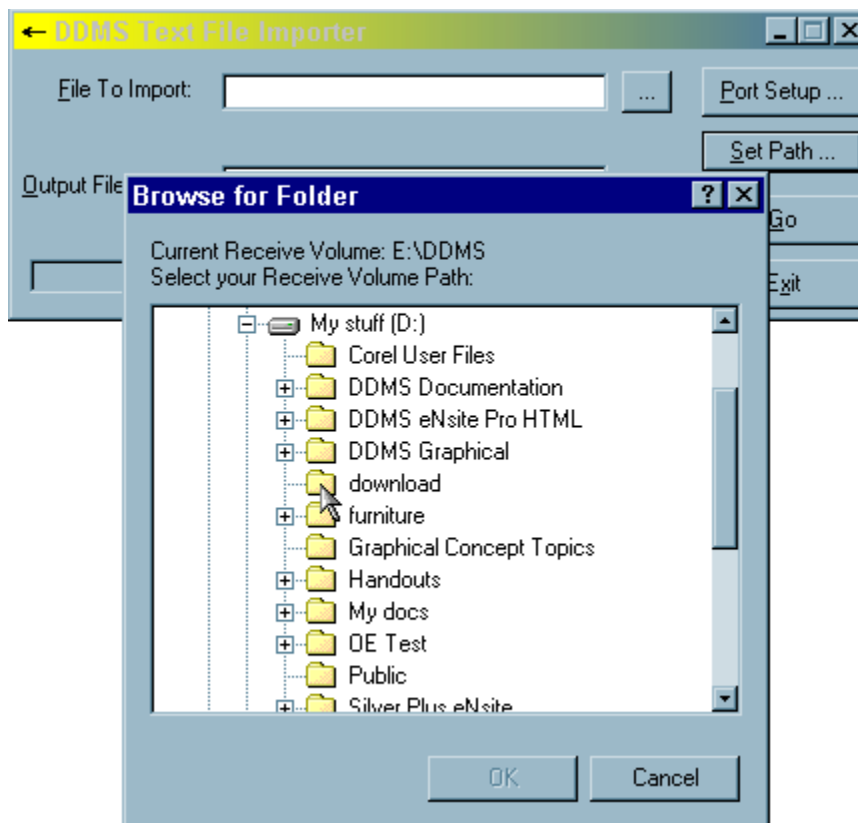 DDMS Text File Importer
File To Import:
...
Port Setup ...
Set Path ...
Output File
Go
Exit
Browse for Folder
Current Receive Volume: E:\DDMS
Select your Receive Volume Path:
My stuff (D:)
Corel User Files
DDMS Documentation
DDMS eNsite Pro HTML
DDMS Graphical
download
furniture
Graphical Concept Topics
Handouts
My docs
OE Test
Public
Silver Plus eNsite
OK
Cancel